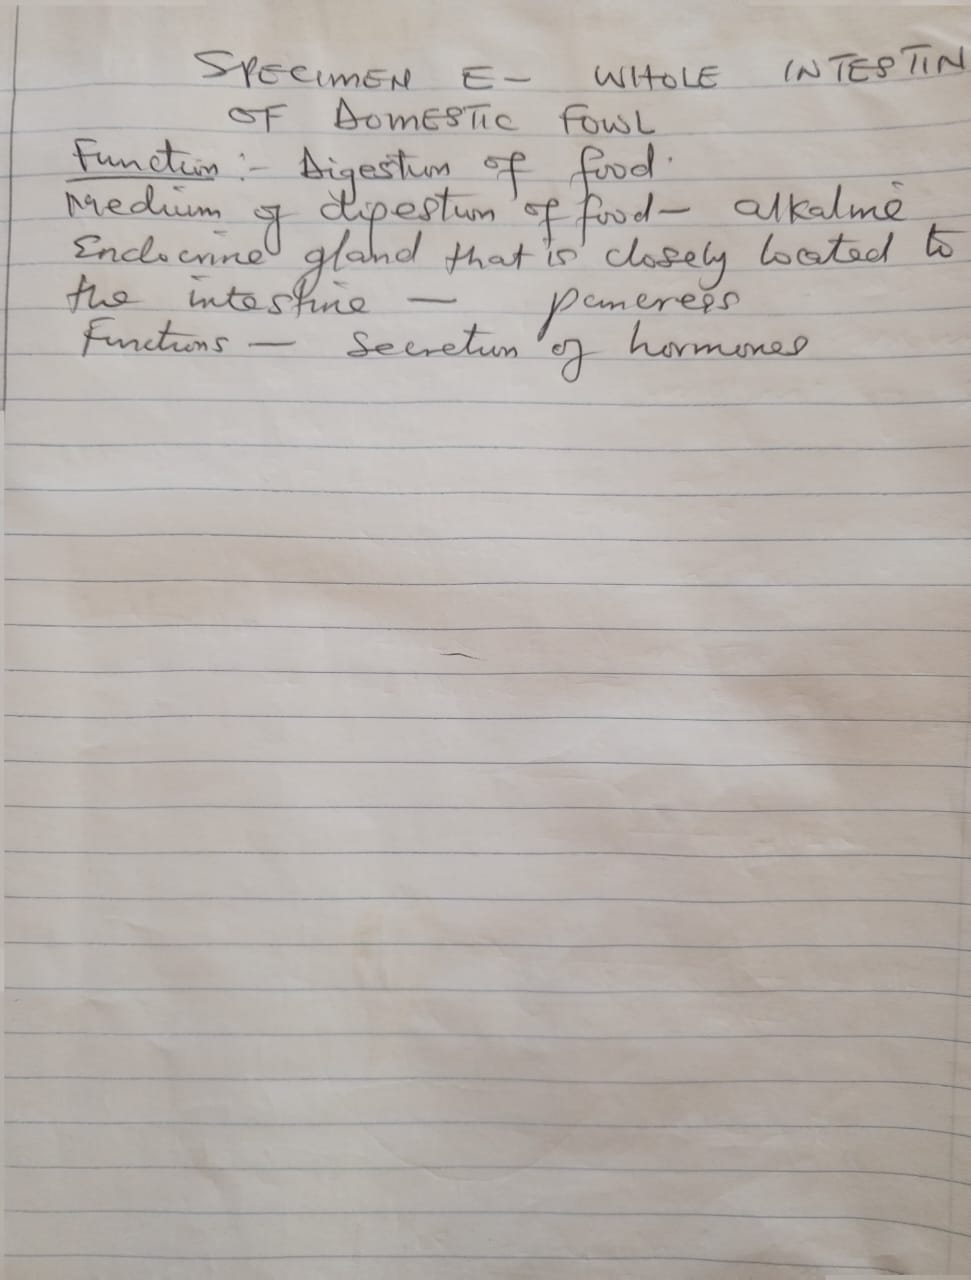 SPECIMEN E- WHOLE INTESTIN
OF DOMESTIC FOWL
Function :- Digestion of food.
Medium of digestion of food - alkaline
Endocrine gland that is closely located to
the intestine - pancreas
Functions - Secretion of hormones